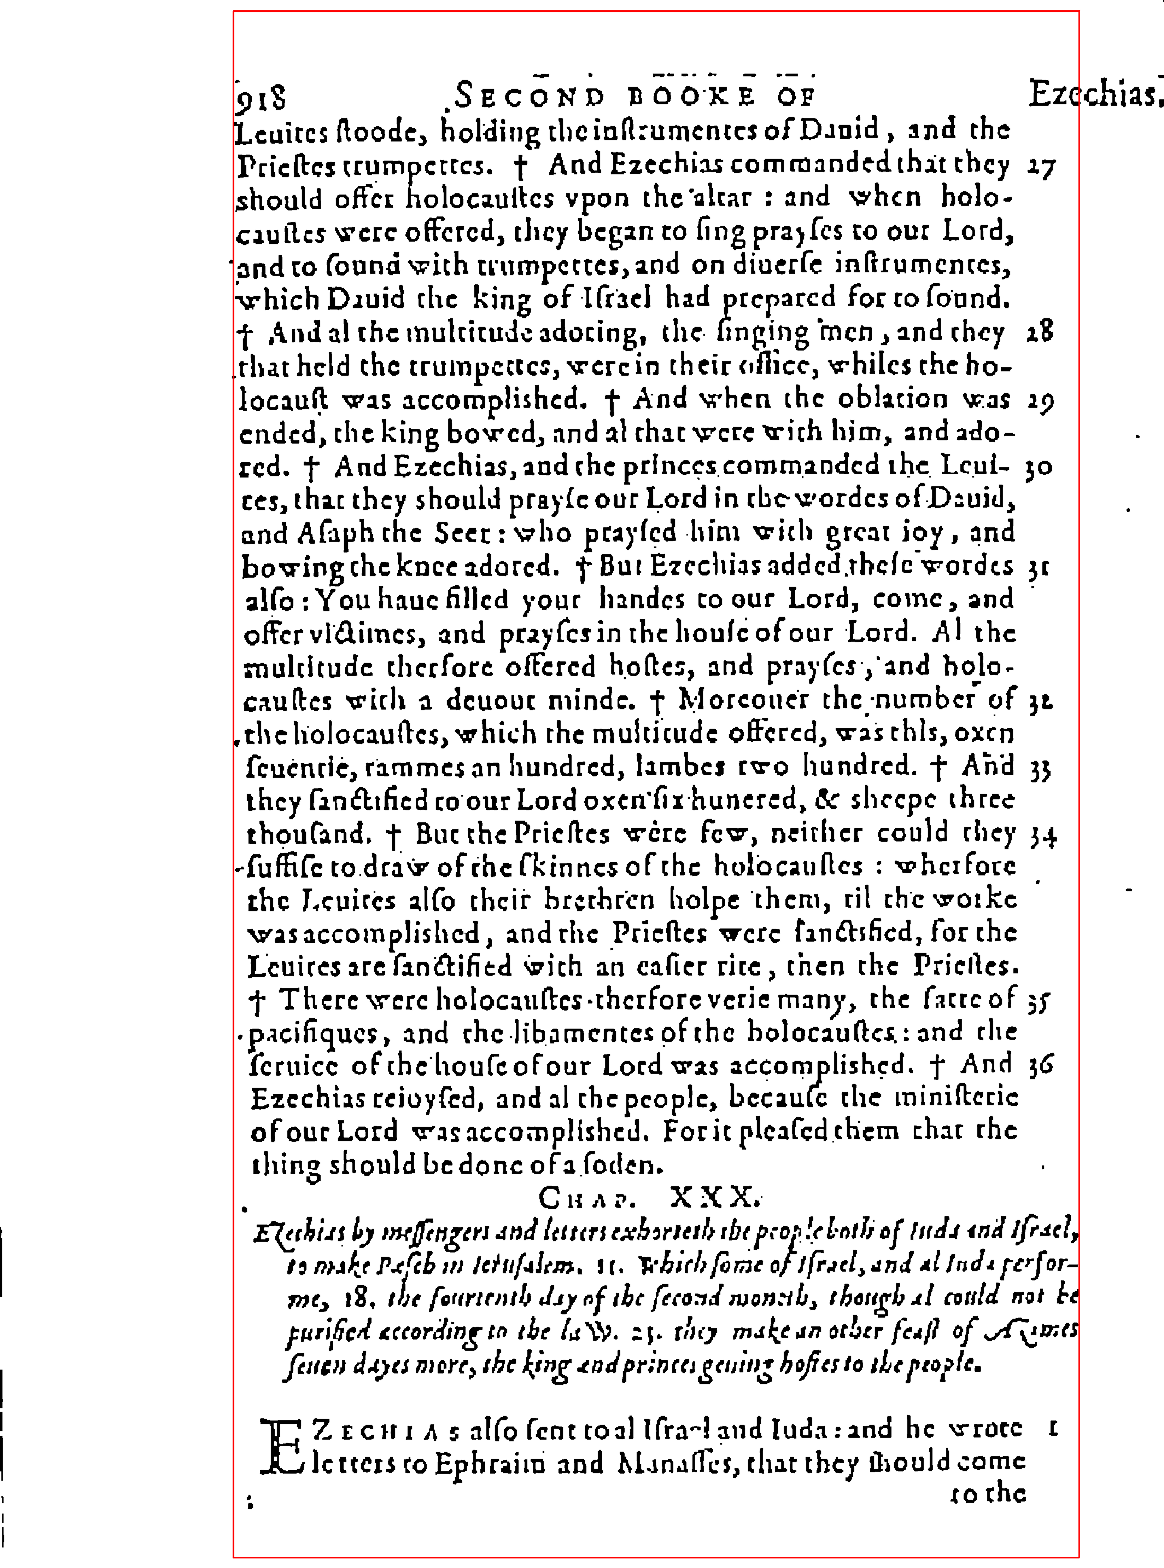 918 SECOND BOOKE OF Ezechias.
Leuites ſtoode, holding the inſtrumentes of Dauid, and the
Prieſtes trumpettes. † And Ezechias commanded that they 27
should offer holocauſtes vpon the altar : and when holo-
cauſtes were offered, they began to ſing prayſes to our Lord,
and to ſound with trumpettes, and on diuerſe inſtrumentes,
which Dauid the king of Iſrael had prepared for to ſound.
† And al the multitude adoring, the ſinging men, and they 28
that held the trumpettes, were in their office, whiles the ho-
locauſt was accomplished. † And when the oblation was 29
ended, the king bowed, and al that were with him, and ado-
red. † And Ezechias, and the princes commanded the Leui- 30
tes, that they should prayſe our Lord in the wordes of Dauid,
and Aſaph the Seer : who prayſed him with great ioy, and
bowing the knee adored. † But Ezechias added theſe wordes 31
alſo : You haue filled your handes to our Lord, come, and
offer victimes, and prayſes in the houſe of our Lord. Al the
multitude therfore offered hoſtes, and prayſes, and holo-
cauſtes with a deuout minde. † Moreouer the number of 32
the holocauſtes, which the multitude offered, was this, oxen
ſeuentie, rammes an hundred, lambes two hundred. † And 33
they ſanctified to our Lord oxen ſix hunered, & sheepe three
thouſand. † But the Prieſtes were few, neither could they 34
ſuffiſe to draw of the ſkinnes of the holocauſtes : wherfore
the Leuites alſo their brethren holpe them, til the worke
was accomplished, and the Prieſtes were ſanctified, for the
Leuites are ſanctified with an eaſier rite, then the Prieſtes.
† There were holocauſtes therfore verie many, the fatte of 35
pacifiques, and the libamentes of the holocauſtes : and the
ſeruice of the houſe of our Lord was accomplished. † And 36
Ezechias reioyſed, and al the people, becauſe the miniſterie
of our Lord was accomplished. For it pleaſed them that the
thing should be done of a ſoden.
CHAP. XXX.
Ezechias by meſſengers and letters exhorteth the people both of Iuda and Iſrael,
to make Paſch in Ieruſalem. 11. Which ſome of Iſrael, and al Iuda perfor-
me, 18. the fourtenth day of the ſecond moneth, though al could not be
purified according to the law. 23. they make an other feaſt of Azimes
ſeuen dayes more, the king and princes geuing hoſtes to the people.
EZECHIAS alſo ſent to al Iſrael and Iuda : and he wrote 1
letters to Ephraim and Manaſſes, that they ſhould come
to the